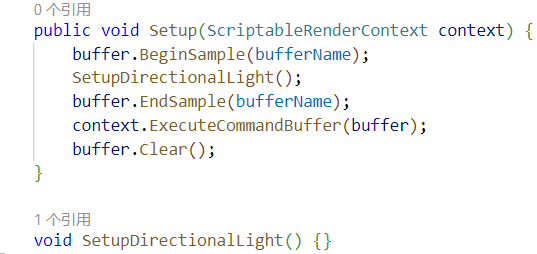 0 个引用
public void Setup(ScriptableRenderContext context) {
    buffer.BeginSample(bufferName);
    SetupDirectionalLight();
    buffer.EndSample(bufferName);
    context.ExecuteCommandBuffer(buffer);
    buffer.Clear();
}
1 个引用
void SetupDirectionalLight() {}